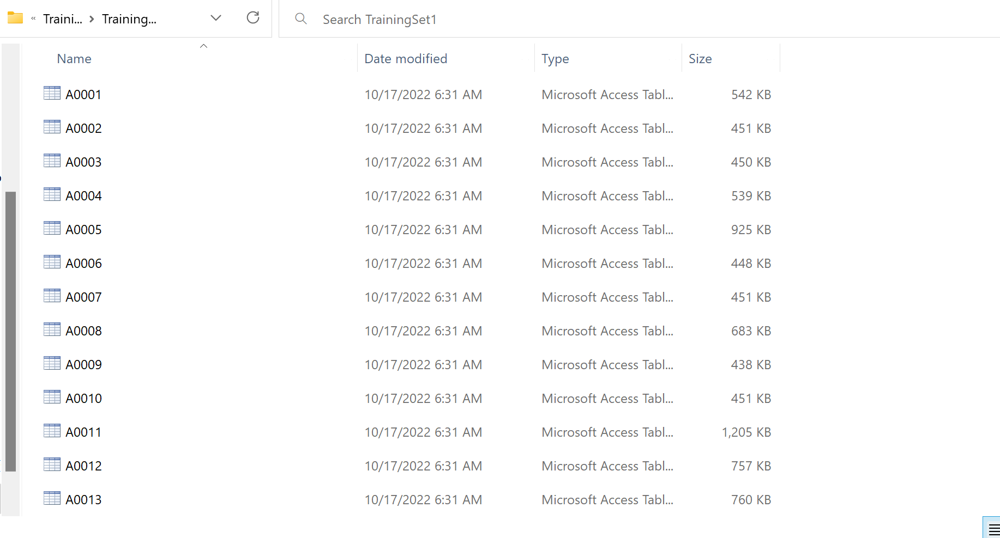 « Traini... > Training... Search TrainingSet1
Name Date modified Type Size
A0001 10/17/2022 6:31 AM Microsoft Access Tabl... 542 KB
A0002 10/17/2022 6:31 AM Microsoft Access Tabl... 451 KB
A0003 10/17/2022 6:31 AM Microsoft Access Tabl... 450 KB
A0004 10/17/2022 6:31 AM Microsoft Access Tabl... 539 KB
A0005 10/17/2022 6:31 AM Microsoft Access Tabl... 925 KB
A0006 10/17/2022 6:31 AM Microsoft Access Tabl... 448 KB
A0007 10/17/2022 6:31 AM Microsoft Access Tabl... 451 KB
A0008 10/17/2022 6:31 AM Microsoft Access Tabl... 683 KB
A0009 10/17/2022 6:31 AM Microsoft Access Tabl... 438 KB
A0010 10/17/2022 6:31 AM Microsoft Access Tabl... 451 KB
A0011 10/17/2022 6:31 AM Microsoft Access Tabl... 1,205 KB
A0012 10/17/2022 6:31 AM Microsoft Access Tabl... 757 KB
A0013 10/17/2022 6:31 AM Microsoft Access Tabl... 760 KB